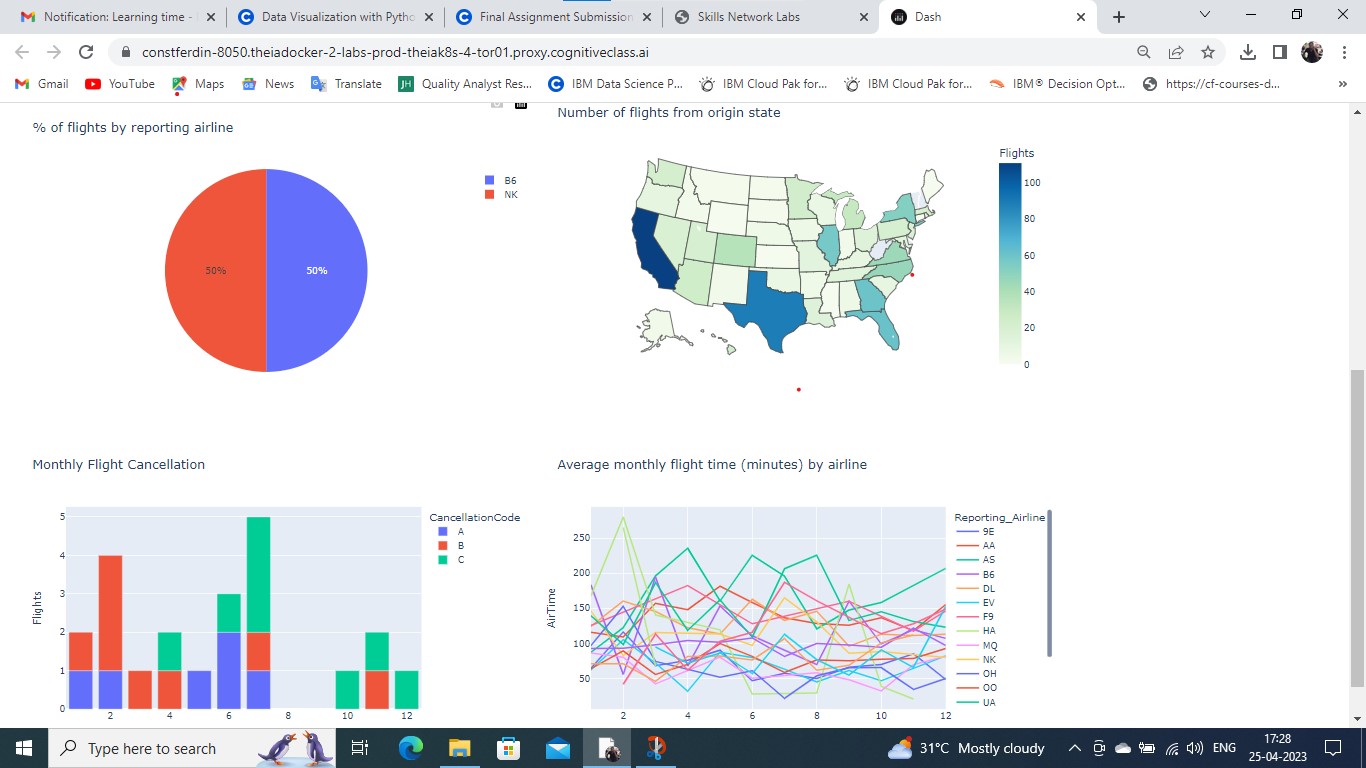 Notification: Learning time -
Data Visualization with Pytho
Final Assignment Submission
Skills Network Labs
Dash
constferdin-8050.theiadocker-2-labs-prod-theiak8s-4-tor01.proxy.cognitiveclass.ai
Gmail
YouTube
Maps
News
Translate
JH
Quality Analyst Res...
IBM Data Science P...
IBM Cloud Pak for...
IBM Cloud Pak for...
IBM® Decision Opt...
https://cf-courses-d...
% of flights by reporting airline
50%
50%
B6
NK
Number of flights from origin state
Flights
100
80
60
40
20
0
Monthly Flight Cancellation
Flights
5
4
3
2
1
0
2
4
6
8
10
12
CancellationCode
A
B
C
Average monthly flight time (minutes) by airline
AirTime
250
200
150
100
50
2
4
6
8
10
12
Reporting_Airline
9E
AA
AS
B6
DL
EV
F9
HA
MQ
NK
OH
OO
UA
Type here to search
31°C Mostly cloudy
ENG
17:28
25-04-2023